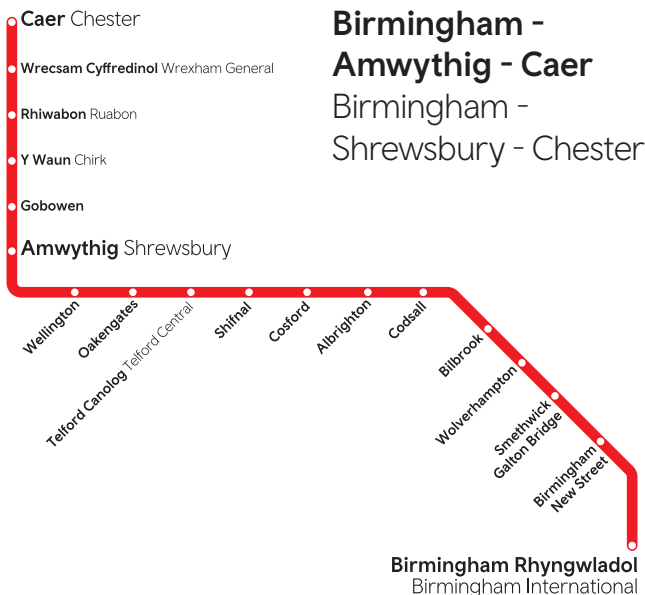 Birmingham -
Amwythig - Caer
Birmingham -
Shrewsbury - Chester
Caer Chester
Wrecsam Cyffredinol Wrexham General
Rhiwabon Ruabon
Y Waun Chirk
Gobowen
Amwythig Shrewsbury
Wellington
Oakengates
Telford Canolog Telford Central
Shifnal
Cosford
Albrighton
Codsall
Bilbrook
Wolverhampton
Smethwick
Galton Bridge
Birmingham
New Street
Birmingham Rhyngwladol
Birmingham International